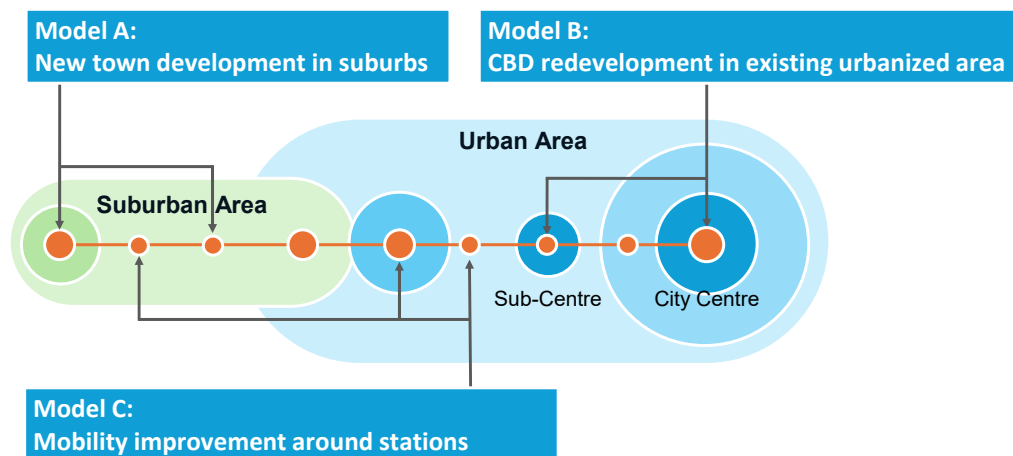 Model A:
New town development in suburbs
Model B:
CBD redevelopment in existing urbanized area
Urban Area
Suburban Area
Sub-Centre
City Centre
Model C:
Mobility improvement around stations